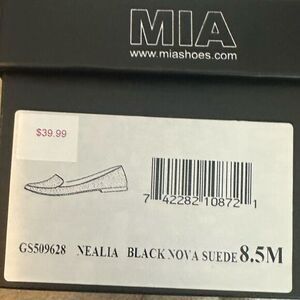 MIA
www.miashoes.com
$39.99
7 42282 10872 1
GS509628 NEALIA BLACK NOVA SUEDE 8.5M